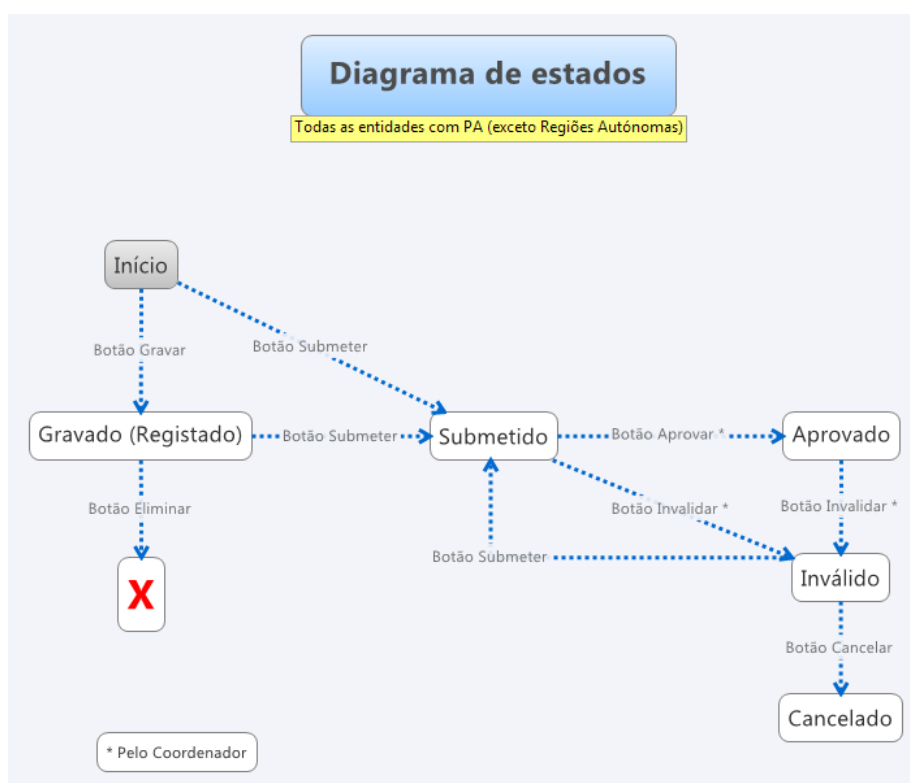 Diagrama de estados
Todas as entidades com PA (exceto Regiões Autónomas)
Início
Botão Gravar
Botão Submeter
Gravado (Registado)
Botão Submeter
Submetido
Botão Aprovar *
Aprovado
Botão Eliminar
Botão Invalidar *
Botão Invalidar *
Botão Submeter
Inválido
X
Botão Cancelar
Cancelado
* Pelo Coordenador